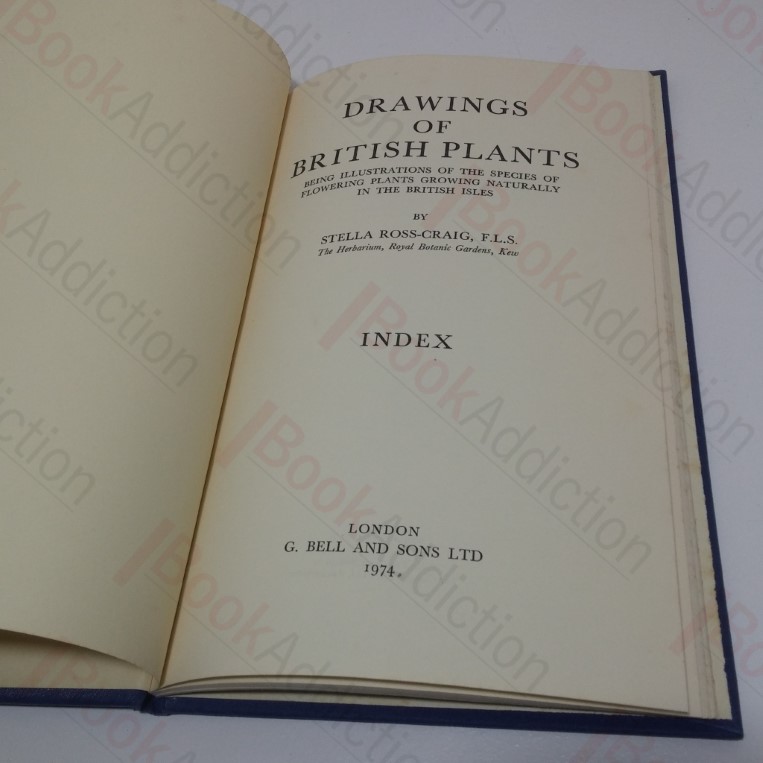 DRAWINGS
OF
BRITISH PLANTS
BEING ILLUSTRATIONS OF THE SPECIES OF
FLOWERING PLANTS GROWING NATURALLY
IN THE BRITISH ISLES
BY
STELLA ROSS-CRAIG, F.L.S.
The Herbarium, Royal Botanic Gardens, Kew
INDEX
LONDON
G. BELL AND SONS LTD
1974
BookAddiction